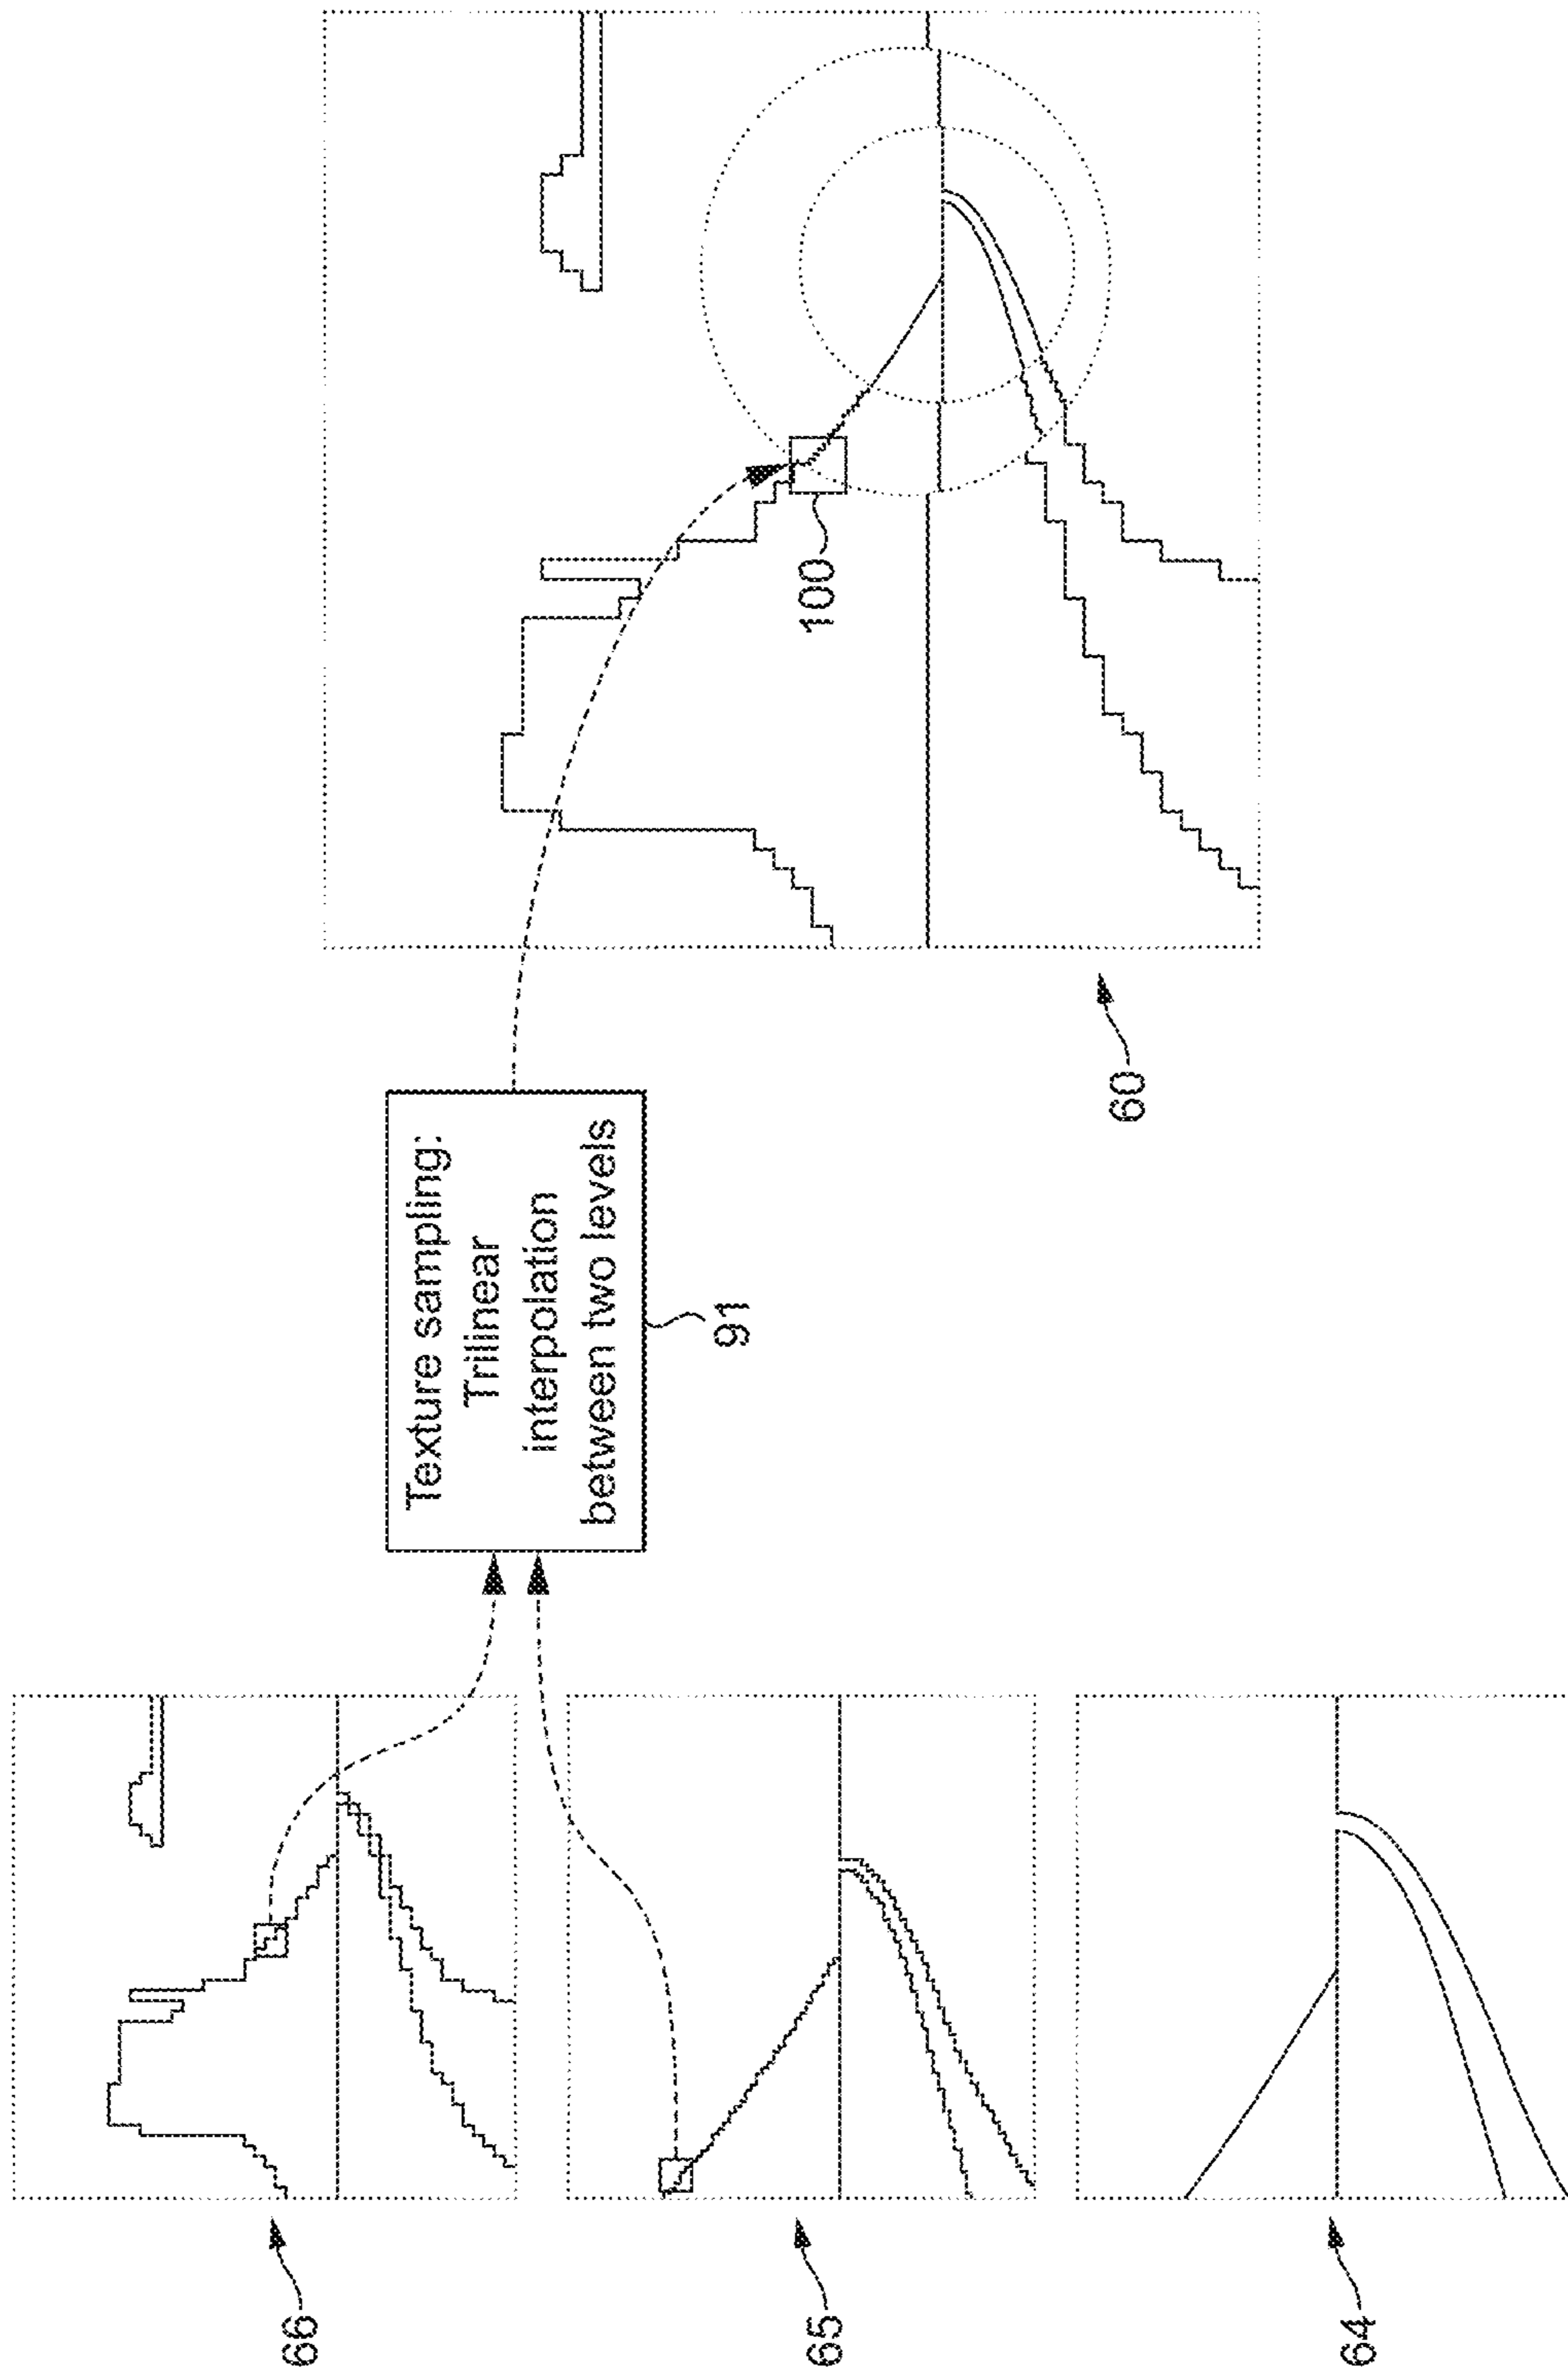 66
65
64
Texture sampling:
Trilinear
interpolation
between two levels
91
100
60